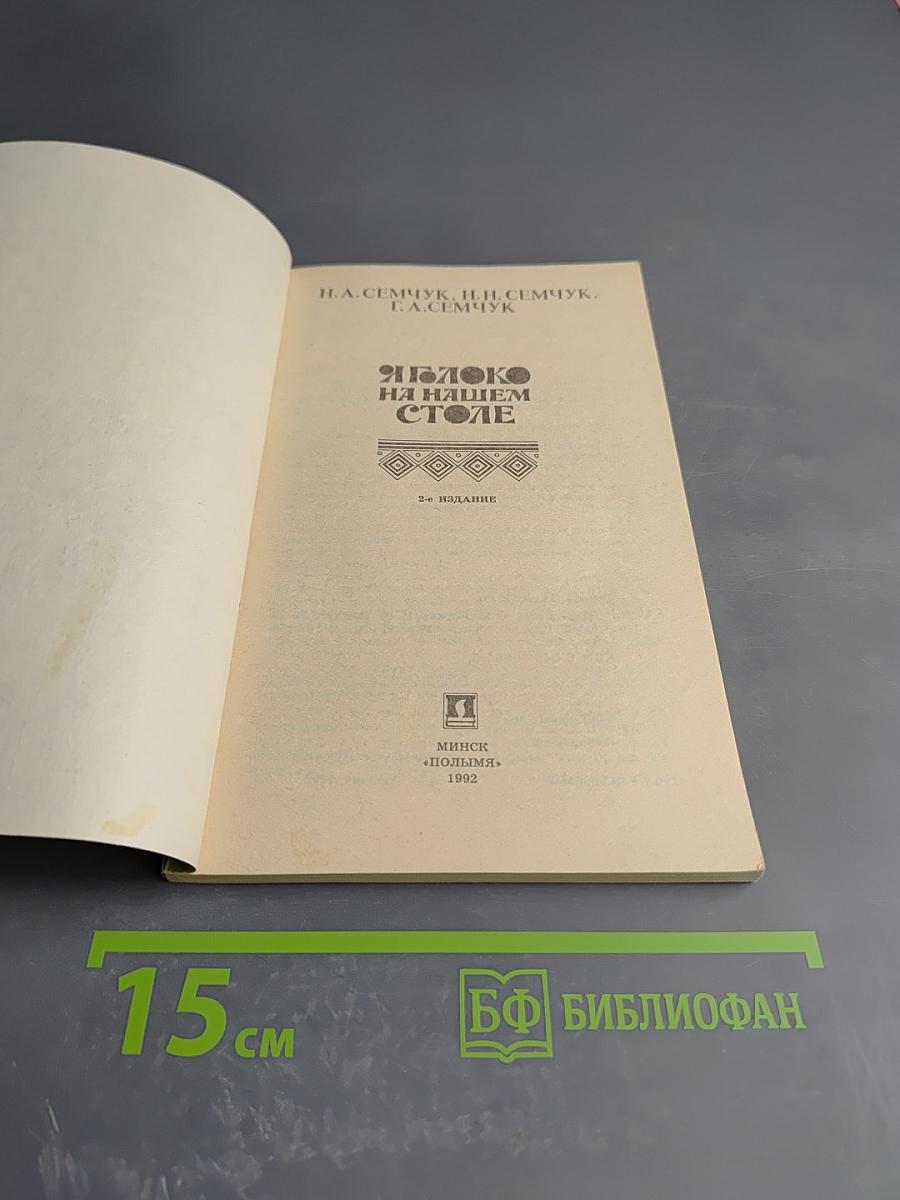 Н. А. СЕМЧУК, Н. Н. СЕМЧУК,
Г. А. СЕМЧУК
ЯБЛОКО
НА НАШЕМ
СТОЛЕ
2-е ИЗДАНИЕ
МИНСК
«ПОЛЫМЯ»
1992
15 см
БФ БИБЛИОФАН